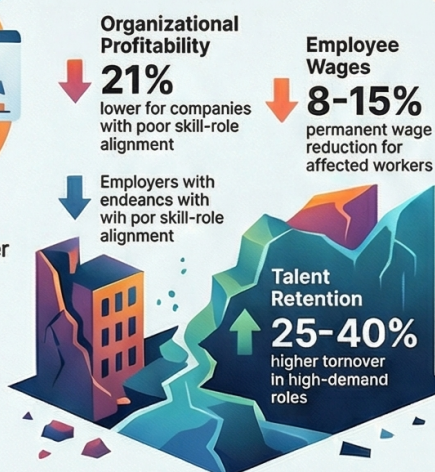 Organizational
Profitability
21%
lower for companies
with poor skill-role
alignment
Employers with
endeancs with
wih por skill-role
alignment
Employee
Wages
8-15%
permanent wage
reduction for
affected workers
Talent
Retention
25-40%
higher tornover
in high-demand
roles